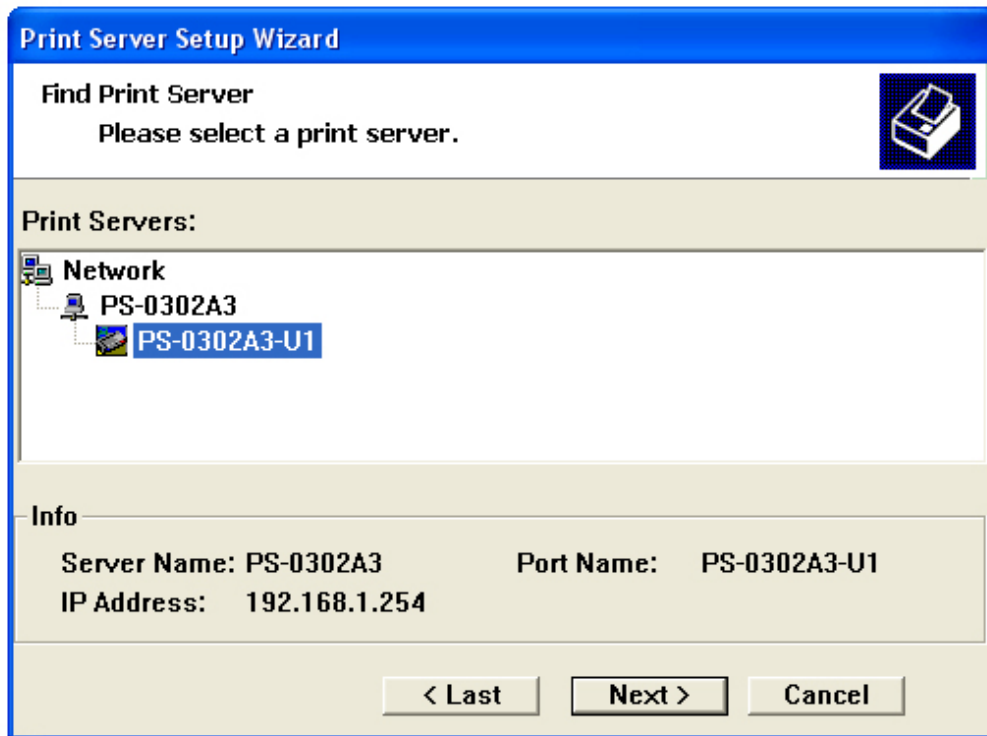 Print Server Setup Wizard
Find Print Server
Please select a print server.
Print Servers:
Network
PS-0302A3
PS-0302A3-U1
Info
Server Name: PS-0302A3 Port Name: PS-0302A3-U1
IP Address: 192.168.1.254
< Last Next > Cancel